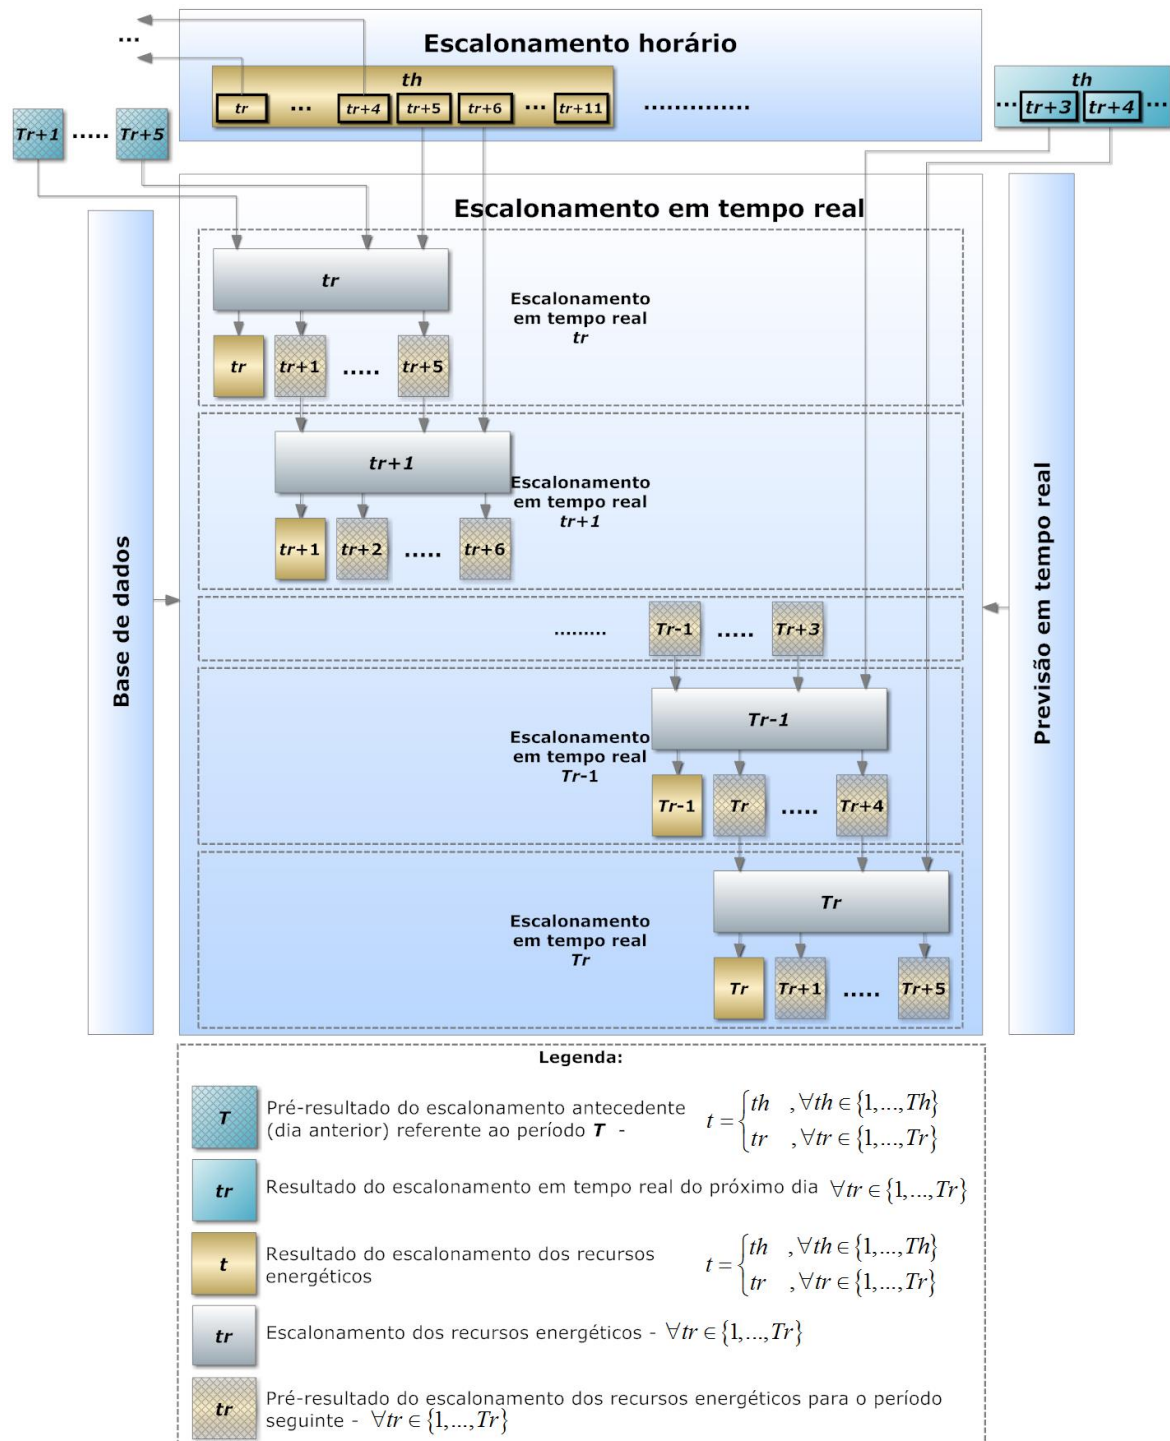 Escalonamento horário
...
th
tr ... tr+4 tr+5 tr+6 ... tr+11 ...............
th
... tr+3 tr+4 ...
Tr+1 ..... Tr+5
Escalonamento em tempo real
tr
Escalonamento
em tempo real
tr
tr tr+1 ..... tr+5
tr+1
Escalonamento
em tempo real
tr+1
tr+1 tr+2 ..... tr+6
Base de dados
Previsão em tempo real
......... Tr-1 ..... Tr+3
Tr-1
Escalonamento
em tempo real
Tr-1
Tr-1 Tr ..... Tr+4
Tr
Escalonamento
em tempo real
Tr
Tr Tr+1 ..... Tr+5
Legenda:
T Pré-resultado do escalonamento antecedente
(dia anterior) referente ao período T -
t = { th , ∀th ∈ {1,...,Th}
tr , ∀tr ∈ {1,...,Tr}
tr Resultado do escalonamento em tempo real do próximo dia ∀tr ∈ {1,...,Tr}
t Resultado do escalonamento dos recursos
energéticos
t = { th , ∀th ∈ {1,...,Th}
tr , ∀tr ∈ {1,...,Tr}
tr Escalonamento dos recursos energéticos - ∀tr ∈ {1,...,Tr}
tr Pré-resultado do escalonamento dos recursos energéticos para o período
seguinte - ∀tr ∈ {1,...,Tr}